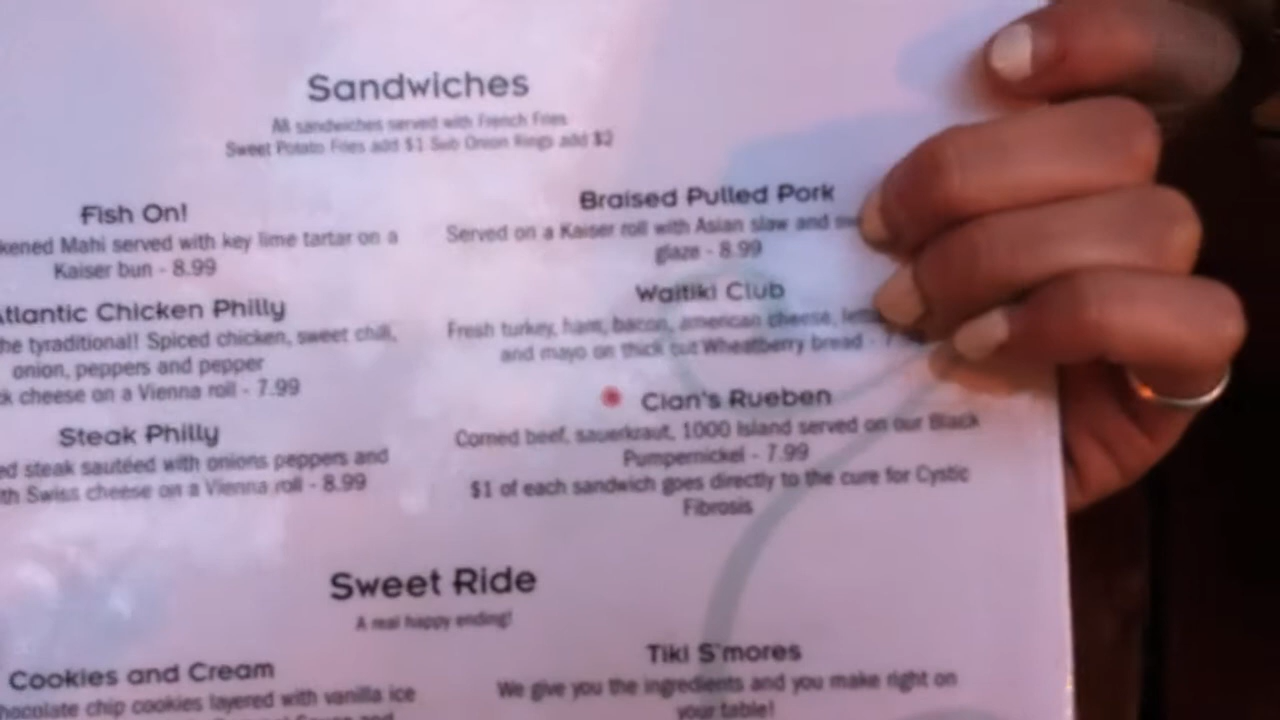 Sandwiches
All sandwiches served with French Fries
Sweet Potato Fries add $1 Sub Onion Rings add $2
Fish On!
kened Mahi served with key lime tartar on a
Kaiser bun - 8.99
Atlantic Chicken Philly
he tyraditional! Spiced chicken, sweet chili,
onion, peppers and pepper
k cheese on a Vienna roll - 7.99
Steak Philly
ed steak sautéed with onions peppers and
th Swiss cheese on a Vienna roll - 8.99
Braised Pulled Pork
Served on a Kaiser roll with Asian slaw and
glaze - 8.99
Waitiki Club
Fresh turkey, ham, bacon, american cheese,
and mayo on thick cut Wheatberry bread - 7
Cian's Rueben
Corned beef, sauerkraut, 1000 Island served on our Black
Pumpernickel - 7.99
$1 of each sandwich goes directly to the cure for Cystic
Fibrosis
Sweet Ride
A real happy ending!
Cookies and Cream
hocolate chip cookies layered with vanilla ice
Tiki S'mores
We give you the ingredients and you make right on
your table!